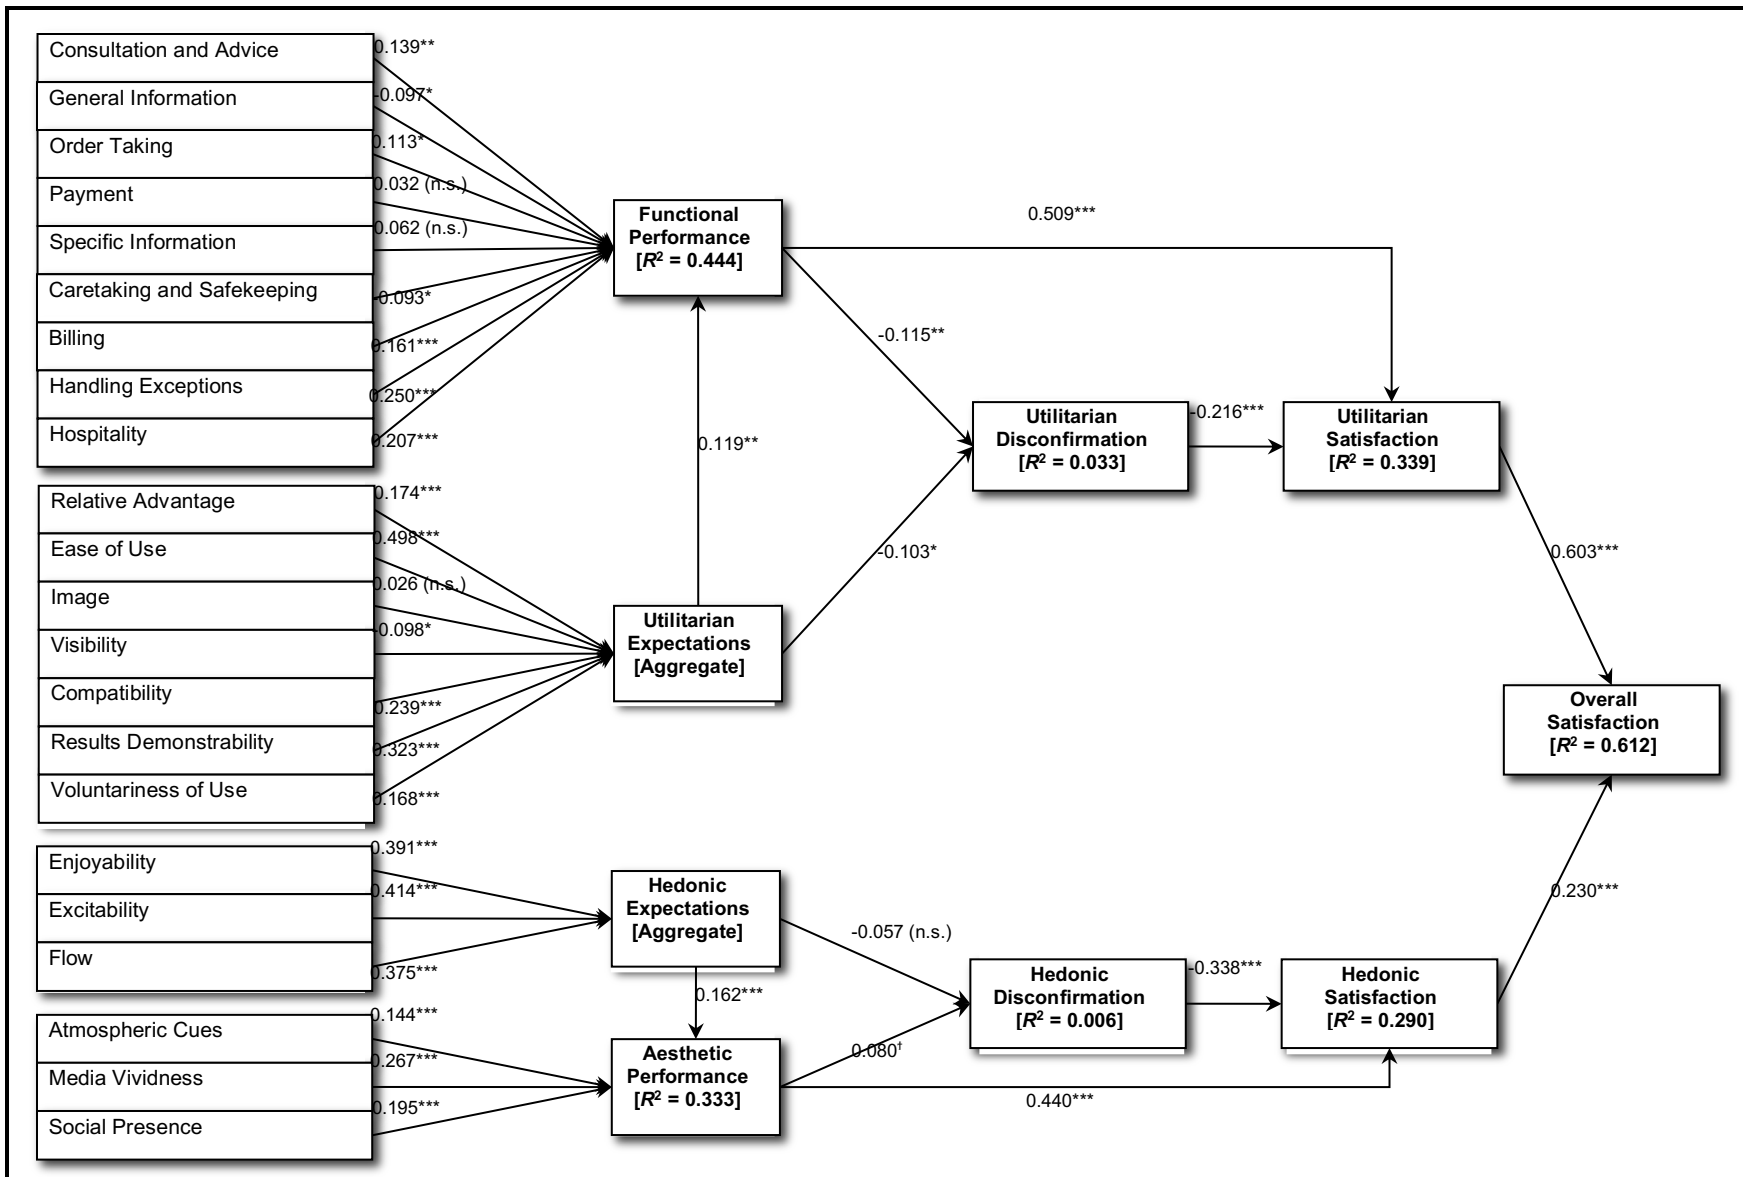 Consultation and Advice
0.139**
General Information
-0.097*
Order Taking
0.113*
Payment
0.032 (n.s.)
Specific Information
0.062 (n.s.)
Caretaking and Safekeeping
-0.093*
Billing
0.161***
Handling Exceptions
0.250***
Hospitality
0.207***
Functional
Performance
[R² = 0.444]
0.509***
-0.115**
0.119**
Utilitarian
Disconfirmation
[R² = 0.033]
-0.216***
Utilitarian
Satisfaction
[R² = 0.339]
Relative Advantage
0.174***
Ease of Use
0.498***
Image
0.026 (n.s.)
Visibility
-0.098*
Compatibility
0.239***
Results Demonstrability
0.323***
Voluntariness of Use
0.168***
Utilitarian
Expectations
[Aggregate]
-0.103*
0.603***
Overall
Satisfaction
[R² = 0.612]
Enjoyability
0.391***
Excitability
0.414***
Flow
0.375***
Hedonic
Expectations
[Aggregate]
-0.057 (n.s.)
0.162***
0.230***
Hedonic
Disconfirmation
[R² = 0.006]
-0.338***
Hedonic
Satisfaction
[R² = 0.290]
Atmospheric Cues
0.144***
Media Vividness
0.267***
Social Presence
0.195***
Aesthetic
Performance
[R² = 0.333]
0.080†
0.440***